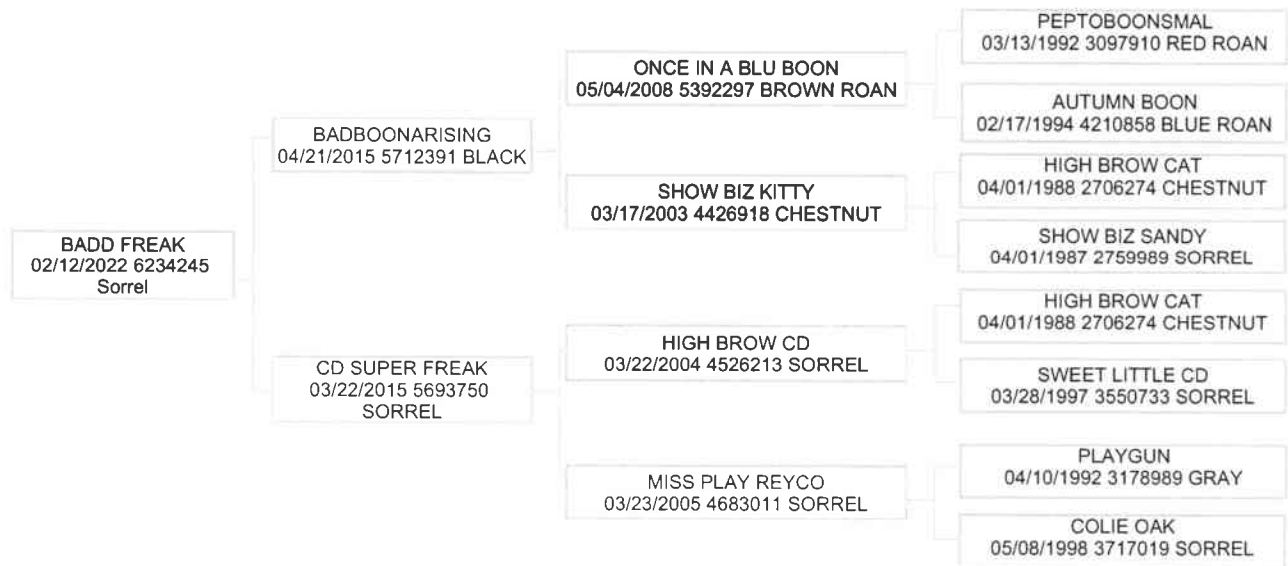 BADD FREAK
02/12/2022 6234245
Sorrel
BADBOONARISING
04/21/2015 5712391 BLACK
CD SUPER FREAK
03/22/2015 5693750
SORREL
ONCE IN A BLU BOON
05/04/2008 5392297 BROWN ROAN
SHOW BIZ KITTY
03/17/2003 4426918 CHESTNUT
HIGH BROW CD
03/22/2004 4526213 SORREL
MISS PLAY REYCO
03/23/2005 4683011 SORREL
PEPTOBOONSMAL
03/13/1992 3097910 RED ROAN
AUTUMN BOON
02/17/1994 4210858 BLUE ROAN
HIGH BROW CAT
04/01/1988 2706274 CHESTNUT
SHOW BIZ SANDY
04/01/1987 2759989 SORREL
HIGH BROW CAT
04/01/1988 2706274 CHESTNUT
SWEET LITTLE CD
03/28/1997 3550733 SORREL
PLAYGUN
04/10/1992 3178989 GRAY
COLIE OAK
05/08/1998 3717019 SORREL